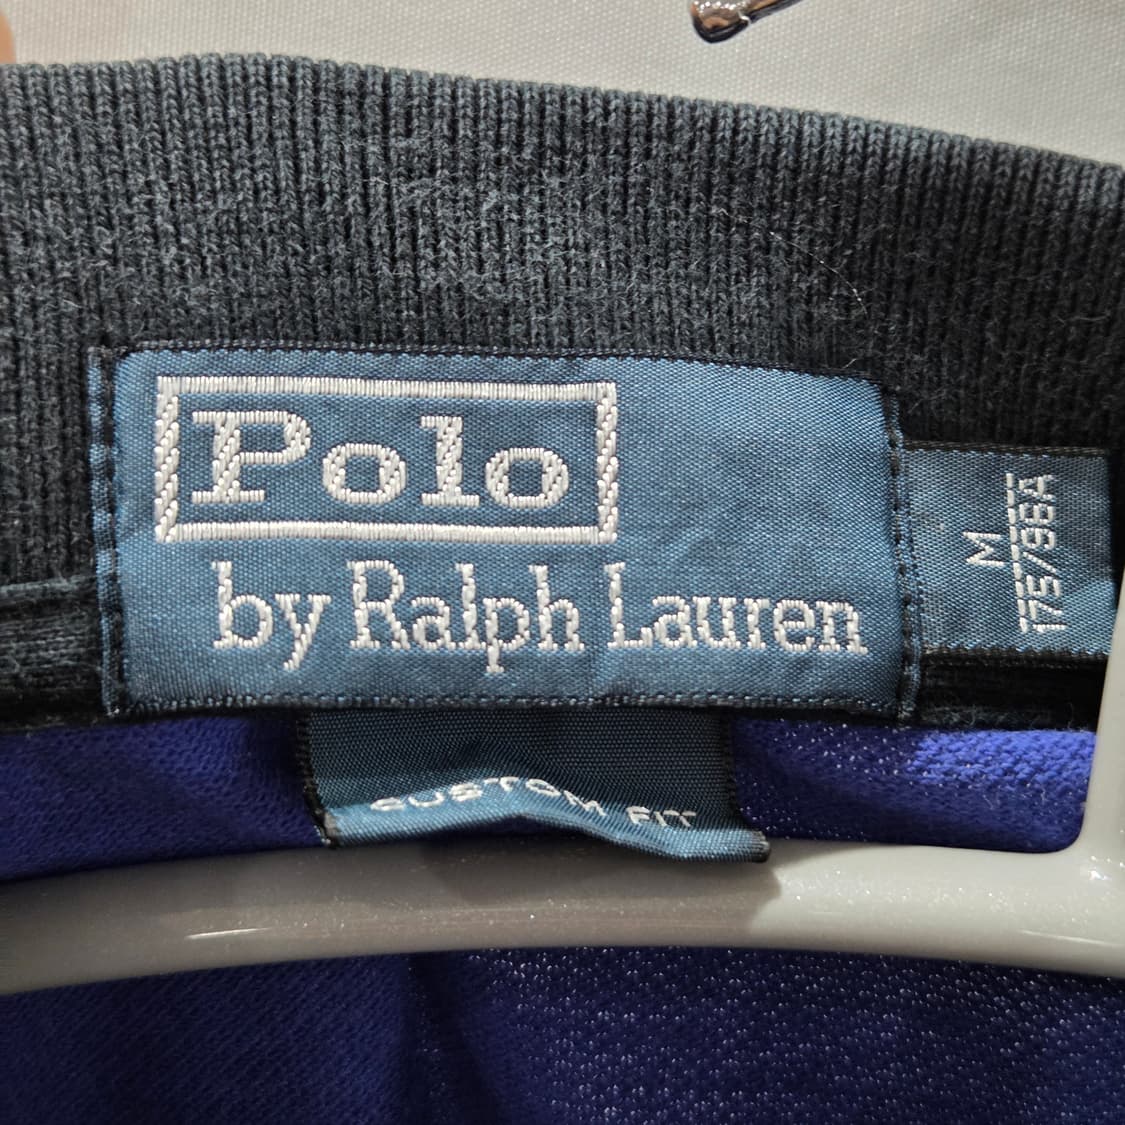 Polo
by Ralph Lauren
M
175/96A
CUSTOM FIT